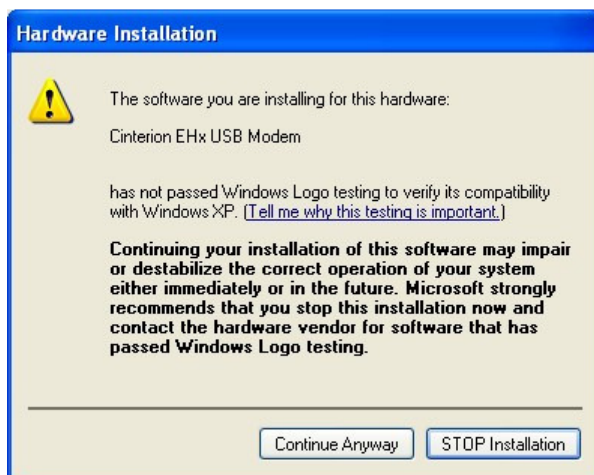 Hardware Installation
The software you are installing for this hardware:
Cinterion EHx USB Modem
has not passed Windows Logo testing to verify its compatibility
with Windows XP. (Tell me why this testing is important.)
Continuing your installation of this software may impair
or destabilize the correct operation of your system
either immediately or in the future. Microsoft strongly
recommends that you stop this installation now and
contact the hardware vendor for software that has
passed Windows Logo testing.
Continue Anyway
STOP Installation